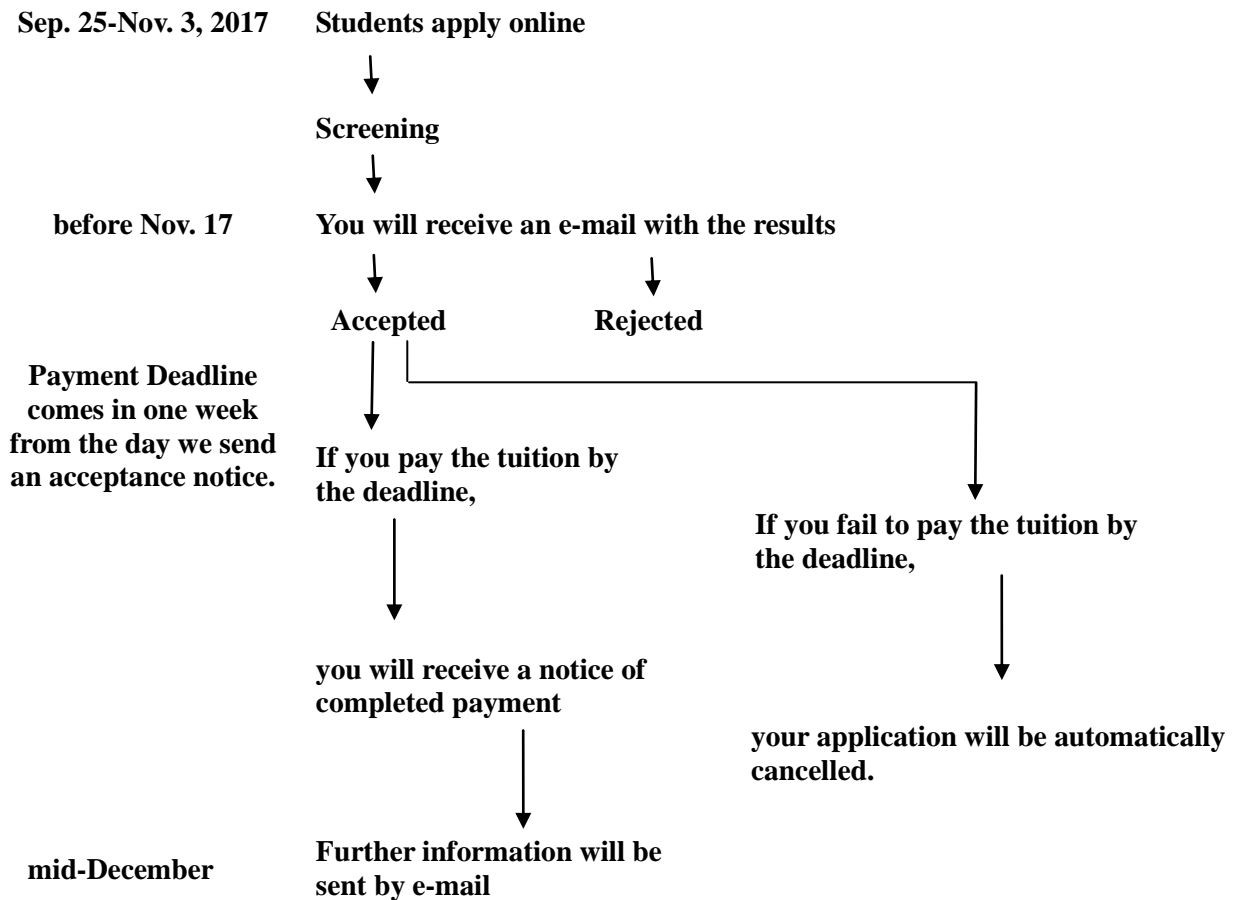 Sep. 25-Nov. 3, 2017 Students apply online
Screening
before Nov. 17 You will receive an e-mail with the results
Accepted Rejected
Payment Deadline
comes in one week
from the day we send
an acceptance notice.
If you pay the tuition by
the deadline,
If you fail to pay the tuition by
the deadline,
you will receive a notice of
completed payment
your application will be automatically
cancelled.
mid-December
Further information will be
sent by e-mail